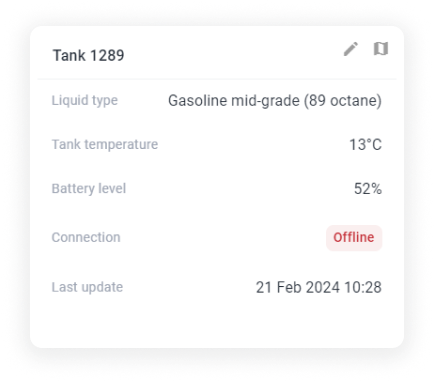 Tank 1289
Liquid type Gasoline mid-grade (89 octane)
Tank temperature 13°C
Battery level 52%
Connection Offline
Last update 21 Feb 2024 10:28